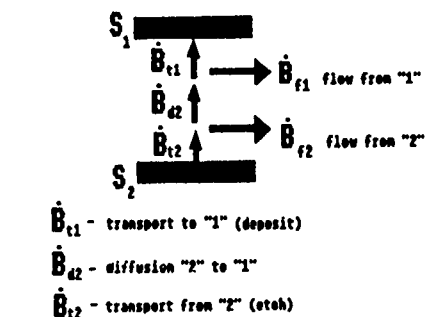 S₁
Ḃt1
Ḃf1 flow from "1"
Ḃd2
Ḃt2
Ḃf2 flow from "2"
S₂
Ḃt1 - transport to "1" (deposit)
Ḃd2 - diffusion "2" to "1"
Ḃt2 - transport from "2" (etch)